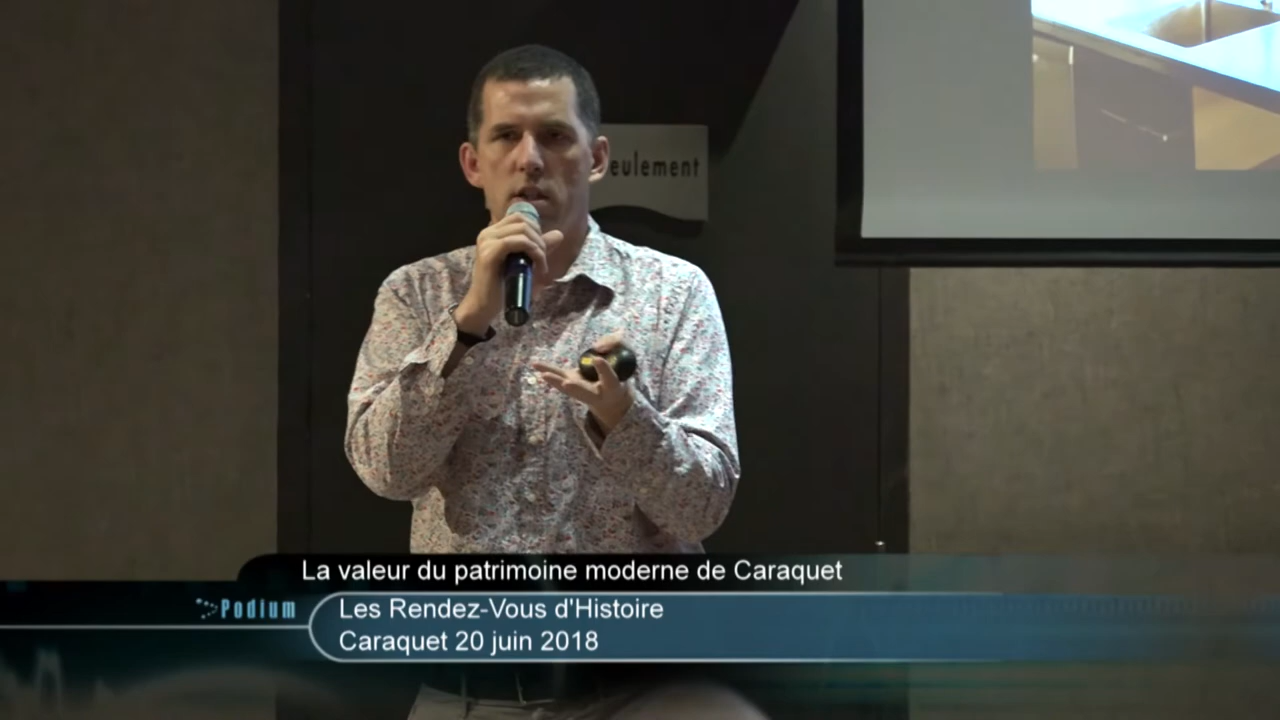 eulement
La valeur du patrimoine moderne de Caraquet
Podium
Les Rendez-Vous d'Histoire
Caraquet 20 juin 2018